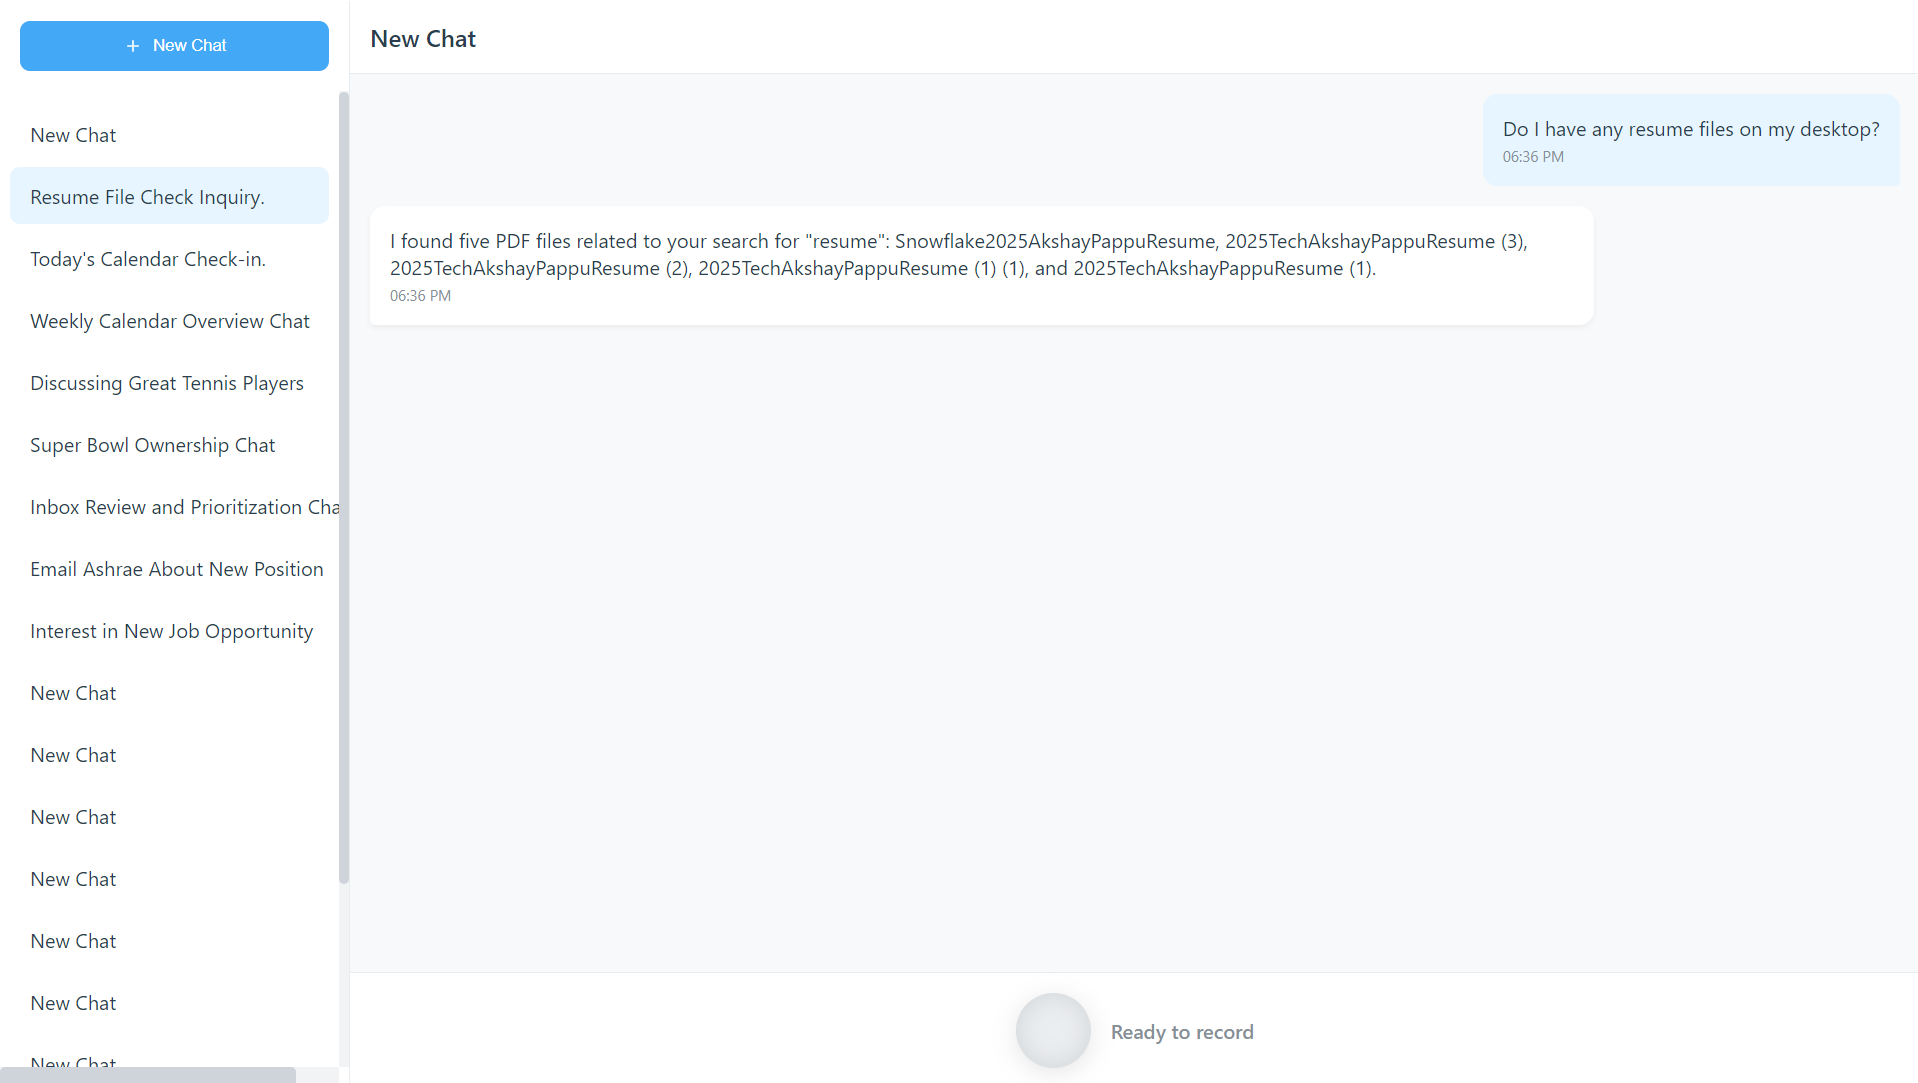 + New Chat
New Chat
Resume File Check Inquiry.
Today's Calendar Check-in.
Weekly Calendar Overview Chat
Discussing Great Tennis Players
Super Bowl Ownership Chat
Inbox Review and Prioritization Cha
Email Ashrae About New Position
Interest in New Job Opportunity
New Chat
New Chat
New Chat
New Chat
New Chat
New Chat
New Chat
New Chat
Do I have any resume files on my desktop?
06:36 PM
I found five PDF files related to your search for "resume": Snowflake2025AkshayPappuResume, 2025TechAkshayPappuResume (3),
2025TechAkshayPappuResume (2), 2025TechAkshayPappuResume (1) (1), and 2025TechAkshayPappuResume (1).
06:36 PM
Ready to record